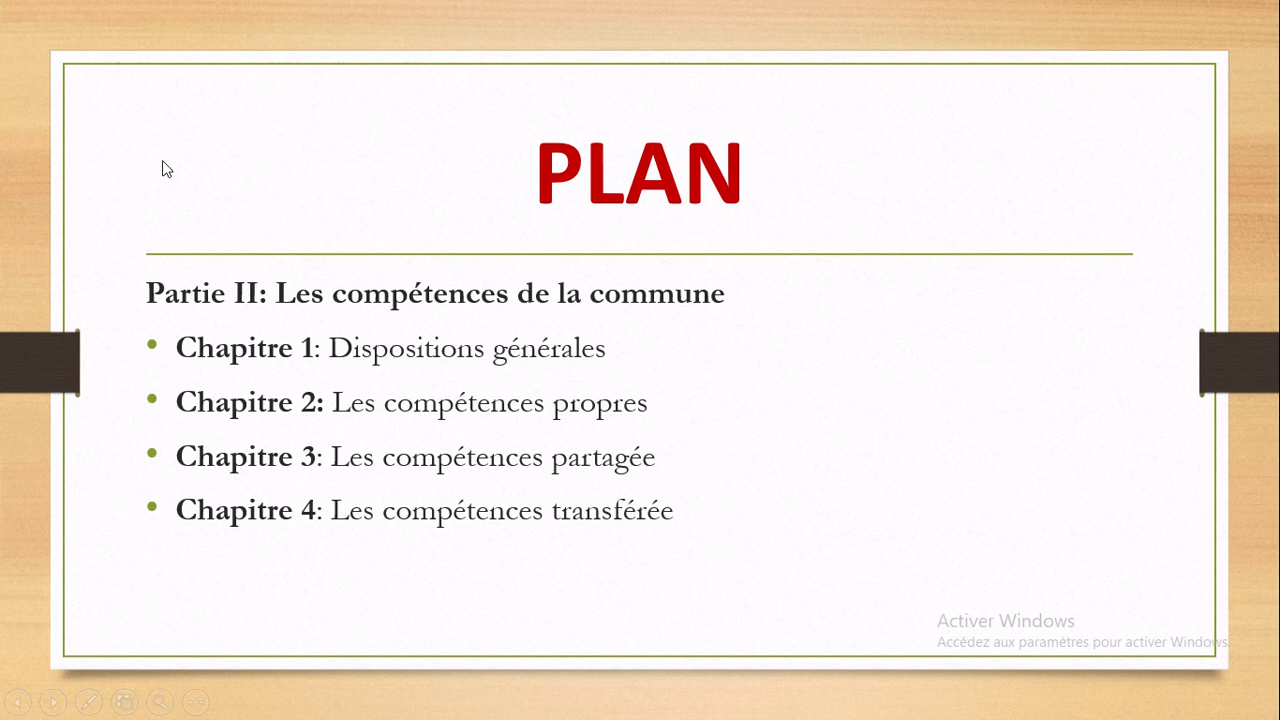 PLAN
Partie II: Les compétences de la commune
• Chapitre 1: Dispositions générales
• Chapitre 2: Les compétences propres
• Chapitre 3: Les compétences partagée
• Chapitre 4: Les compétences transférée
Activer Windows
Accédez aux paramètres pour activer Windows